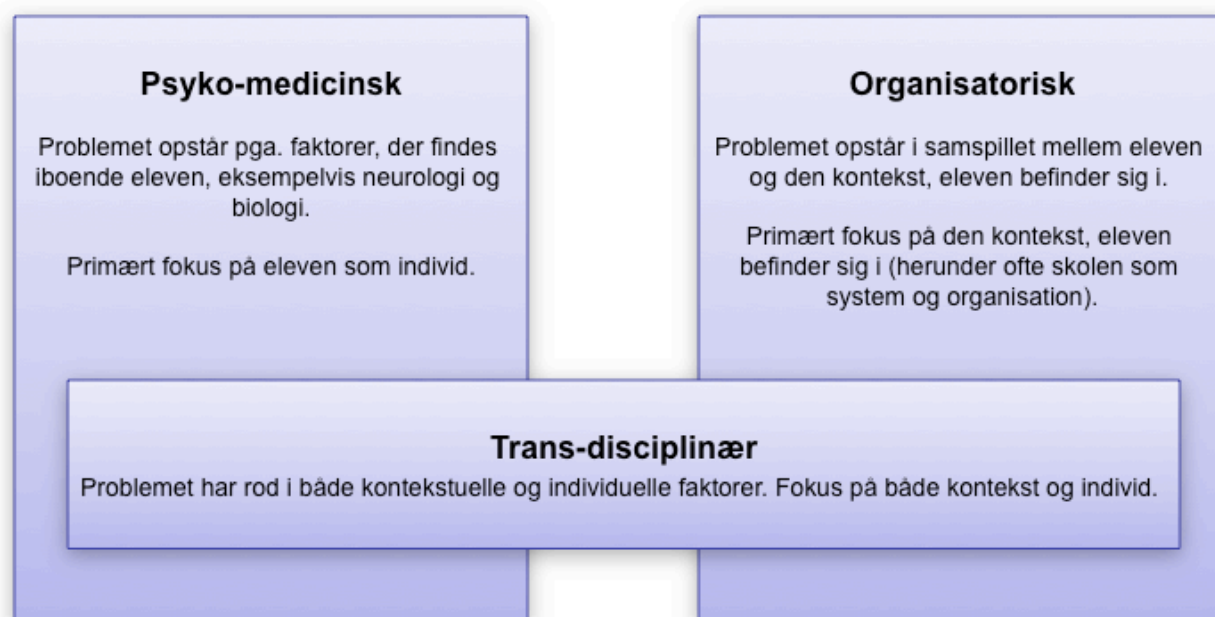 Psyko-medicinsk
Problemet opstår pga. faktorer, der findes
iboende eleven, eksempelvis neurologi og
biologi.
Primært fokus på eleven som individ.
Organisatorisk
Problemet opstår i samspillet mellem eleven
og den kontekst, eleven befinder sig i.
Primært fokus på den kontekst, eleven
befinder sig i (herunder ofte skolen som
system og organisation).
Trans-disciplinær
Problemet har rod i både kontekstuelle og individuelle faktorer. Fokus på både kontekst og individ.